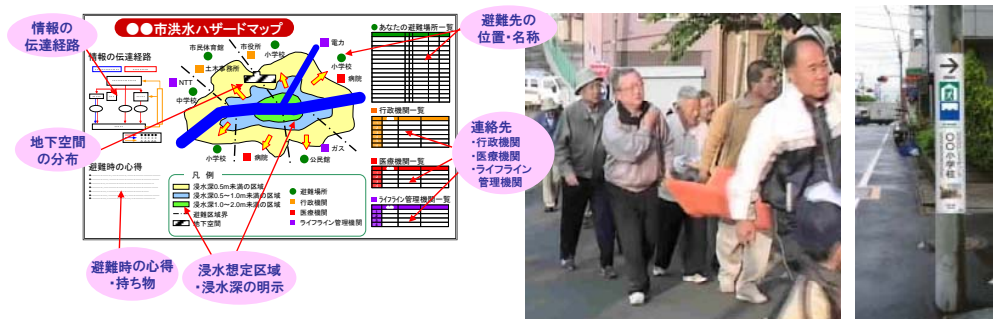 情報の
伝達経路
●●市洪水ハザードマップ
情報の伝達経路
市民体育館
市役所
小学校
電力
土木事務所
小学校
病院
NTT
中学校
小学校
病院
公民館
ガス
あなたの避難場所一覧
行政機関一覧
医療機関一覧
ライフライン管理機関一覧
避難時の心得
凡 例
浸水深0.5m未満の区域
浸水深0.5~1.0m未満の区域
浸水深1.0~2.0m未満の区域
避難区域界
地下空間
避難場所
行政機関
医療機関
ライフライン管理機関
地下空間
の分布
避難時の心得
・持ち物
浸水想定区域
・浸水深の明示
避難先の
位置・名称
連絡先
・行政機関
・医療機関
・ライフライン
管理機関
〇〇小学校